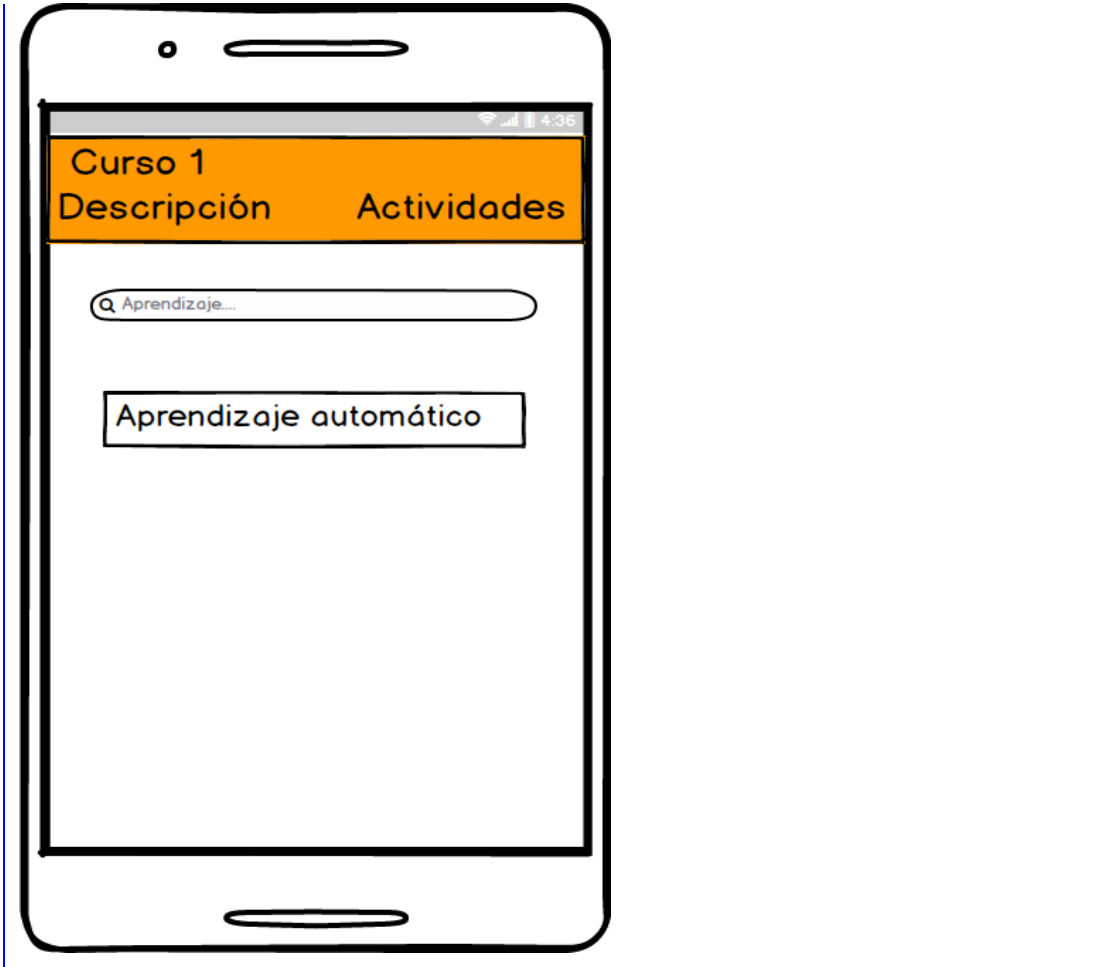 4:36
Curso 1
Descripción Actividades
Aprendizaje....
Aprendizaje automático